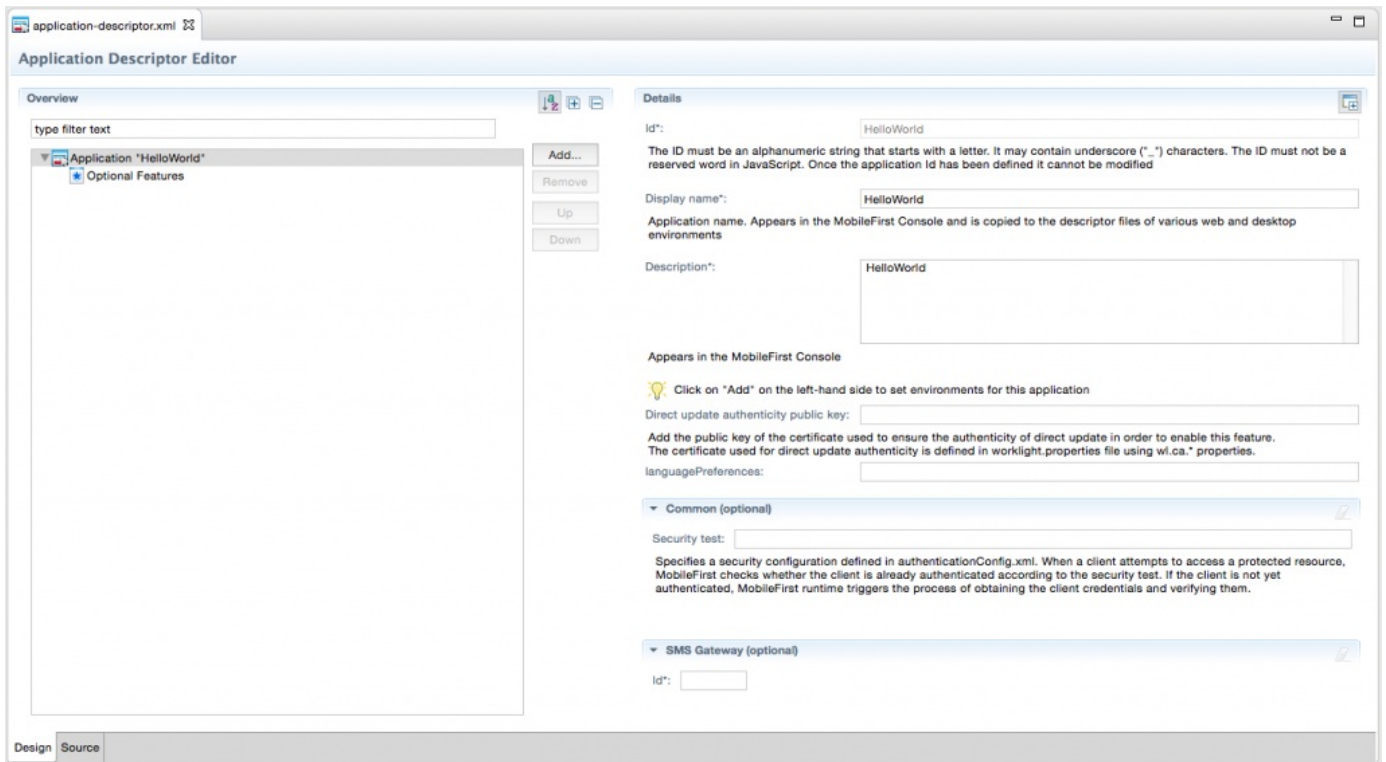 application-descriptor.xml
Application Descriptor Editor
Overview
type filter text
Application "HelloWorld"
Optional Features
Add...
Remove
Up
Down
Details
Id*:
HelloWorld
The ID must be an alphanumeric string that starts with a letter. It may contain underscore ("_") characters. The ID must not be a
reserved word in JavaScript. Once the application Id has been defined it cannot be modified
Display name*:
HelloWorld
Application name. Appears in the MobileFirst Console and is copied to the descriptor files of various web and desktop
environments
Description*:
HelloWorld
Appears in the MobileFirst Console
Click on "Add" on the left-hand side to set environments for this application
Direct update authenticity public key:
Add the public key of the certificate used to ensure the authenticity of direct update in order to enable this feature.
The certificate used for direct update authenticity is defined in worklight.properties file using wl.ca.* properties.
languagePreferences:
Common (optional)
Security test:
Specifies a security configuration defined in authenticationConfig.xml. When a client attempts to access a protected resource,
MobileFirst checks whether the client is already authenticated according to the security test. If the client is not yet
authenticated, MobileFirst runtime triggers the process of obtaining the client credentials and verifying them.
SMS Gateway (optional)
Id*:
Design
Source